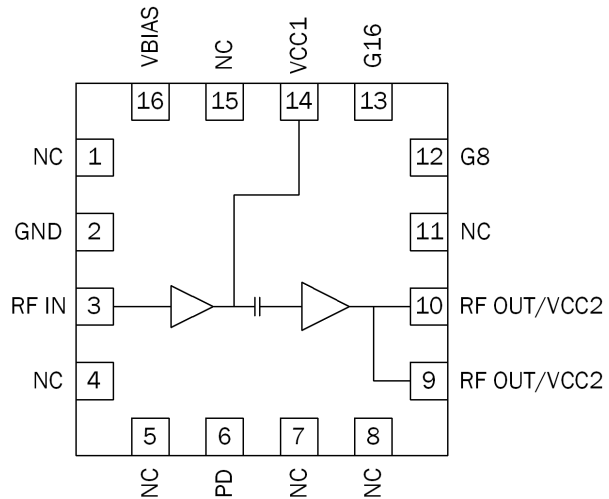 VBIAS NC VCC1 G16
16 15 14 13
NC 1 12 G8
GND 2 11 NC
RF IN 3 10 RF OUT/VCC2
NC 4 9 RF OUT/VCC2
5 6 7 8
NC PD NC NC